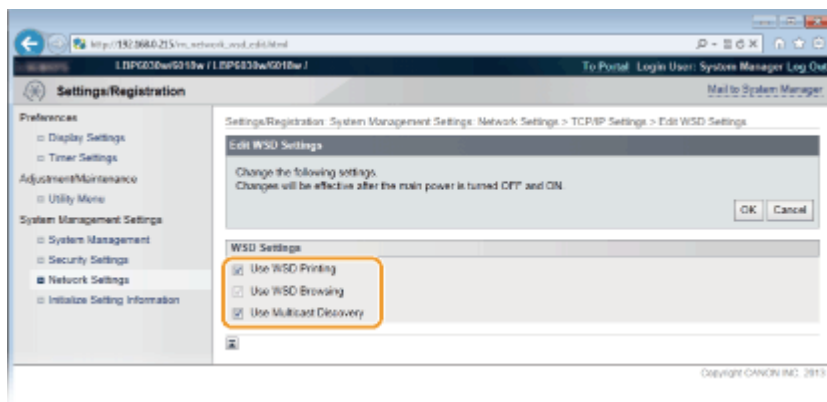 http://192.168.0.215/m_network_wsd_edit.html
LBP6030w/6018w / LBP6030w/6018w /
To Portal Login User: System Manager Log Out
Settings/Registration
Mail to System Manager
Preferences
Display Settings
Timer Settings
Adjustment/Maintenance
Utility Menu
System Management Settings
System Management
Security Settings
Network Settings
Initialize Setting Information
Settings/Registration: System Management Settings: Network Settings > TCP/IP Settings > Edit WSD Settings
Edit WSD Settings
Change the following settings.
Changes will be effective after the main power is turned OFF and ON.
OK Cancel
WSD Settings
Use WSD Printing
Use WSD Browsing
Use Multicast Discovery
Copyright CANON INC. 2013